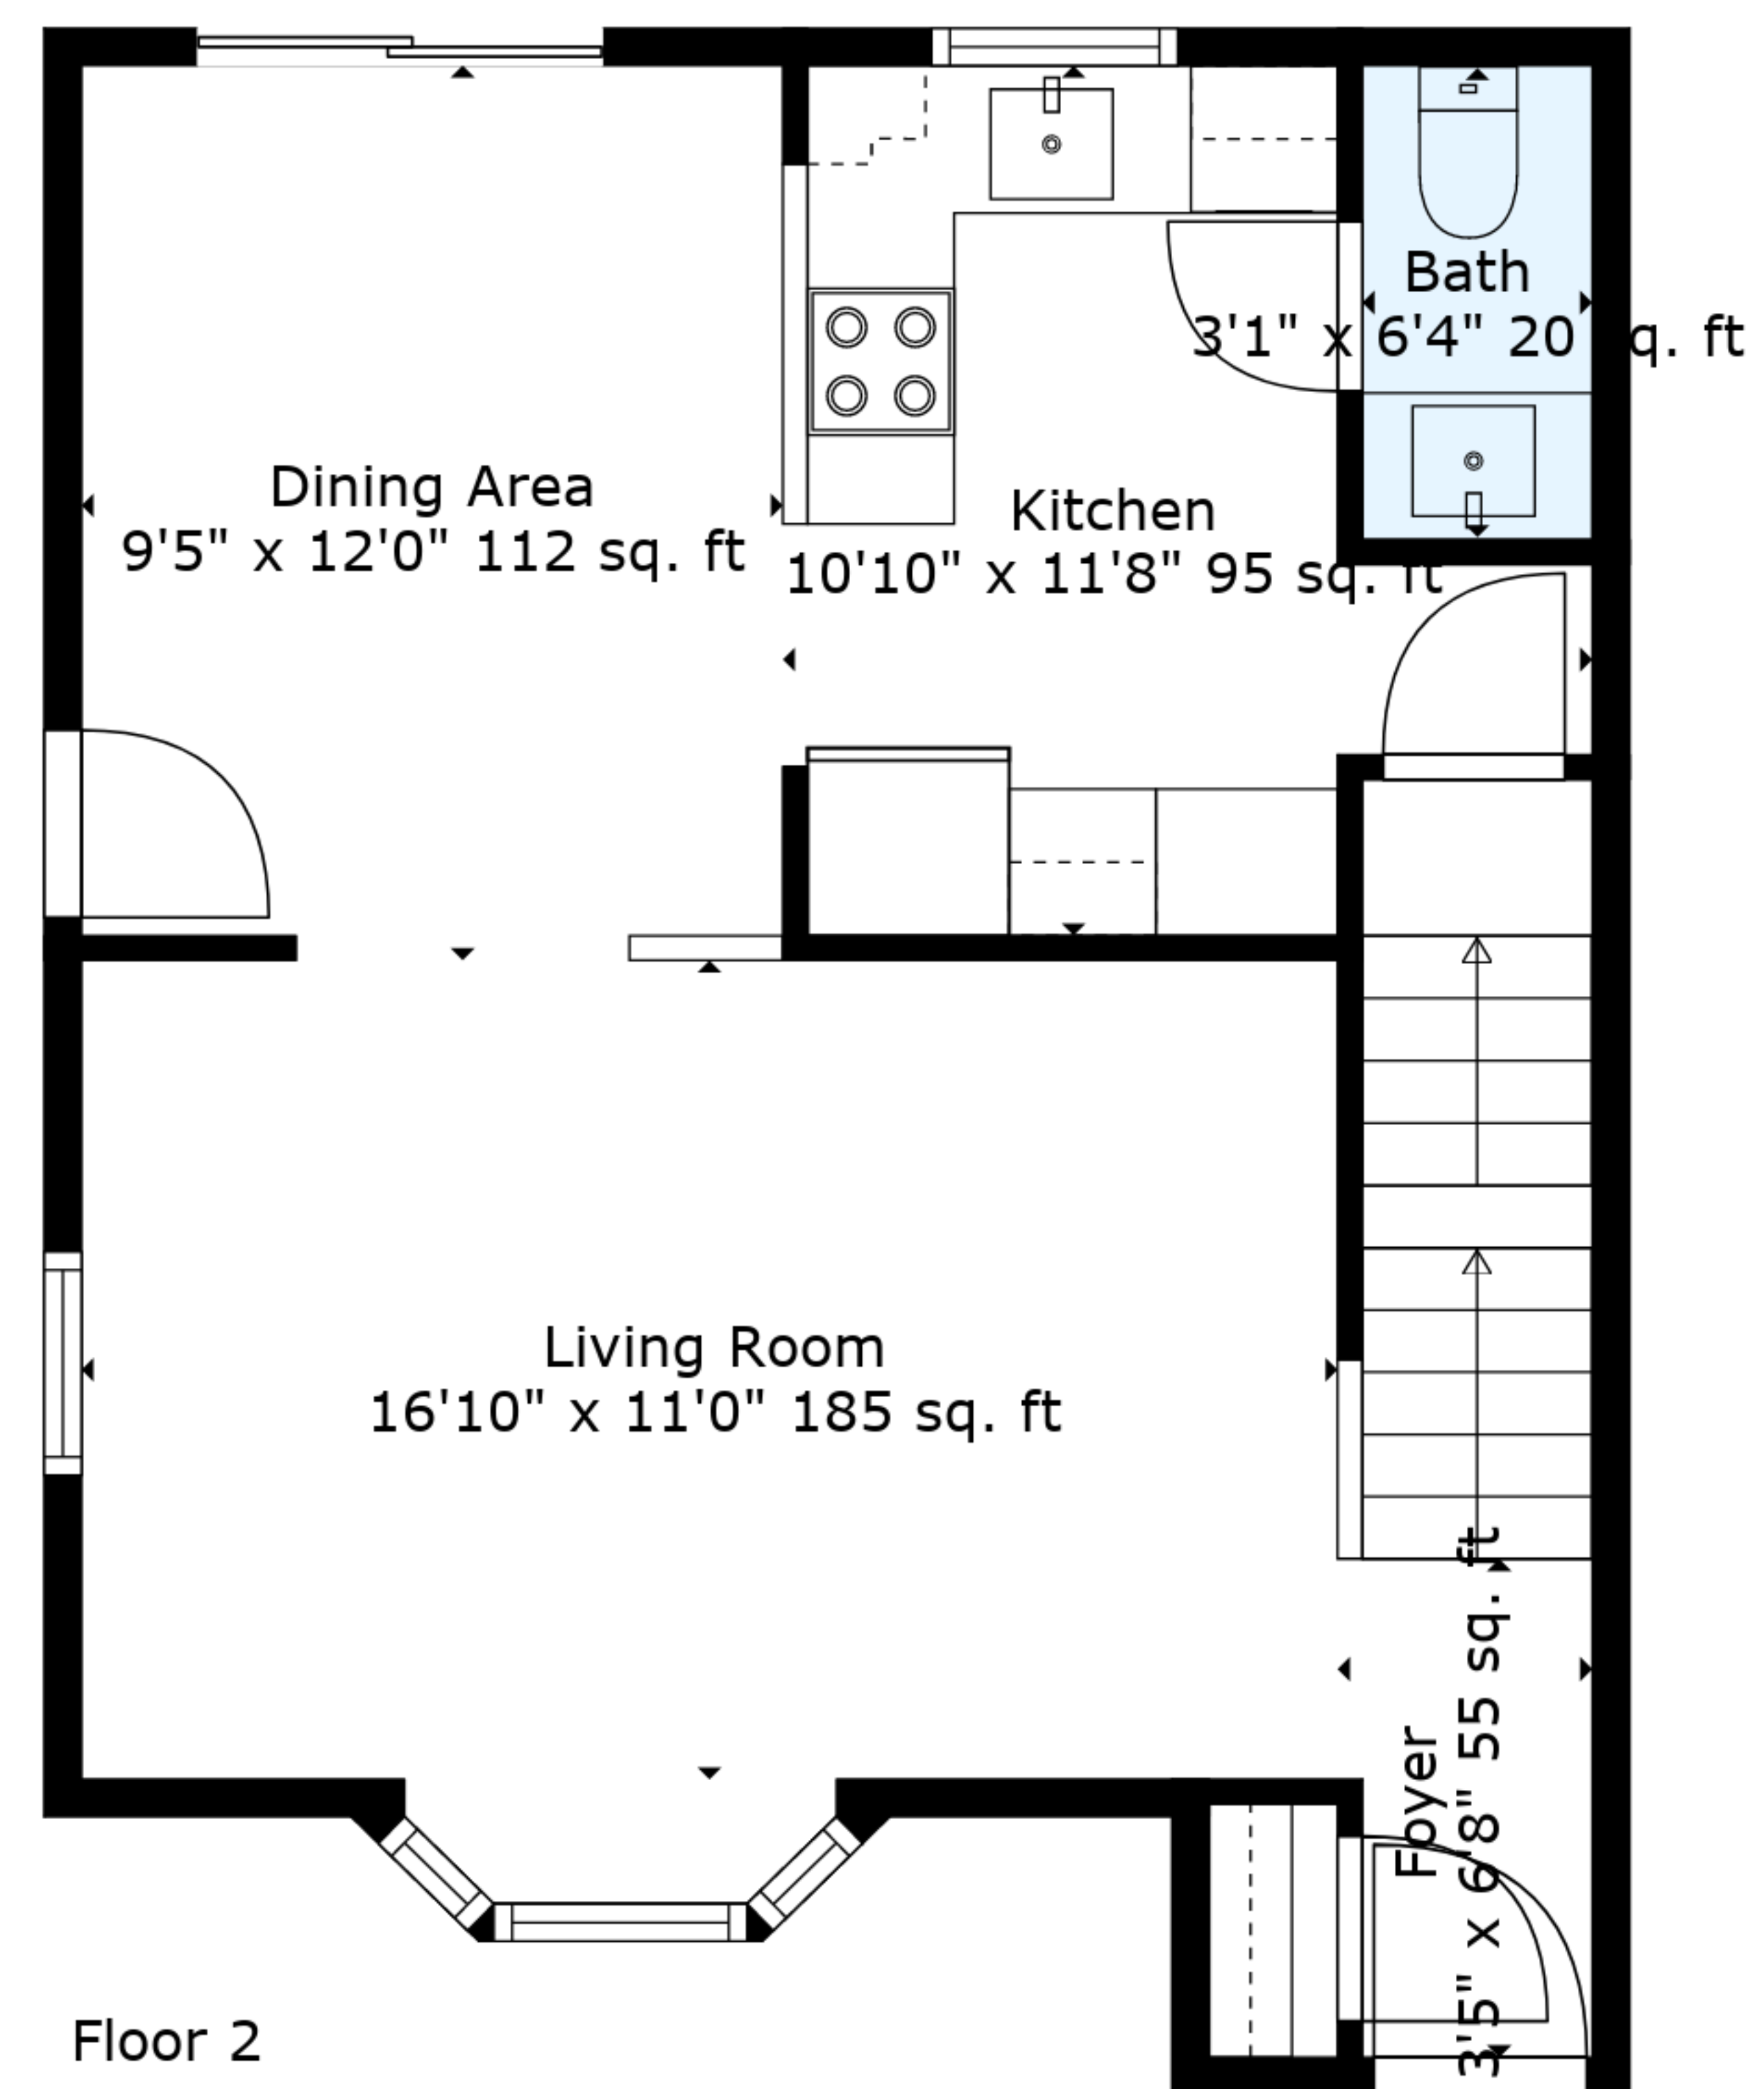 Bath
3'1" x 6'4" 20 sq. ft
Dining Area
9'5" x 12'0" 112 sq. ft
Kitchen
10'10" x 11'8" 95 sq. ft
Living Room
16'10" x 11'0" 185 sq. ft
Foyer
3'5" x 6'8" 55 sq. ft
Floor 2